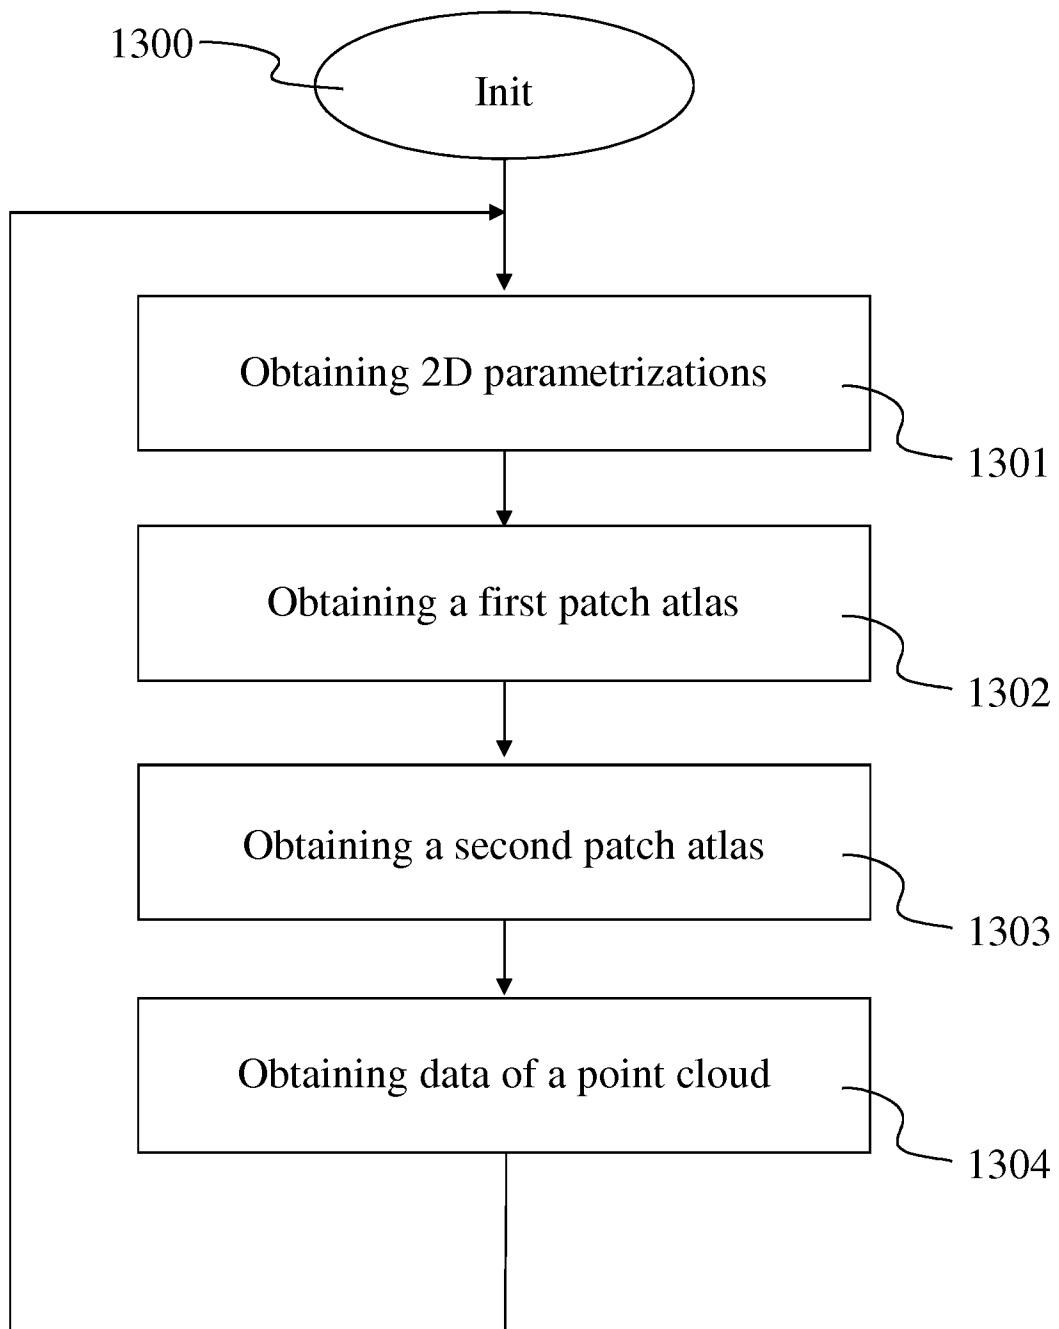 1300
Init
Obtaining 2D parametrizations
1301
Obtaining a first patch atlas
1302
Obtaining a second patch atlas
1303
Obtaining data of a point cloud
1304